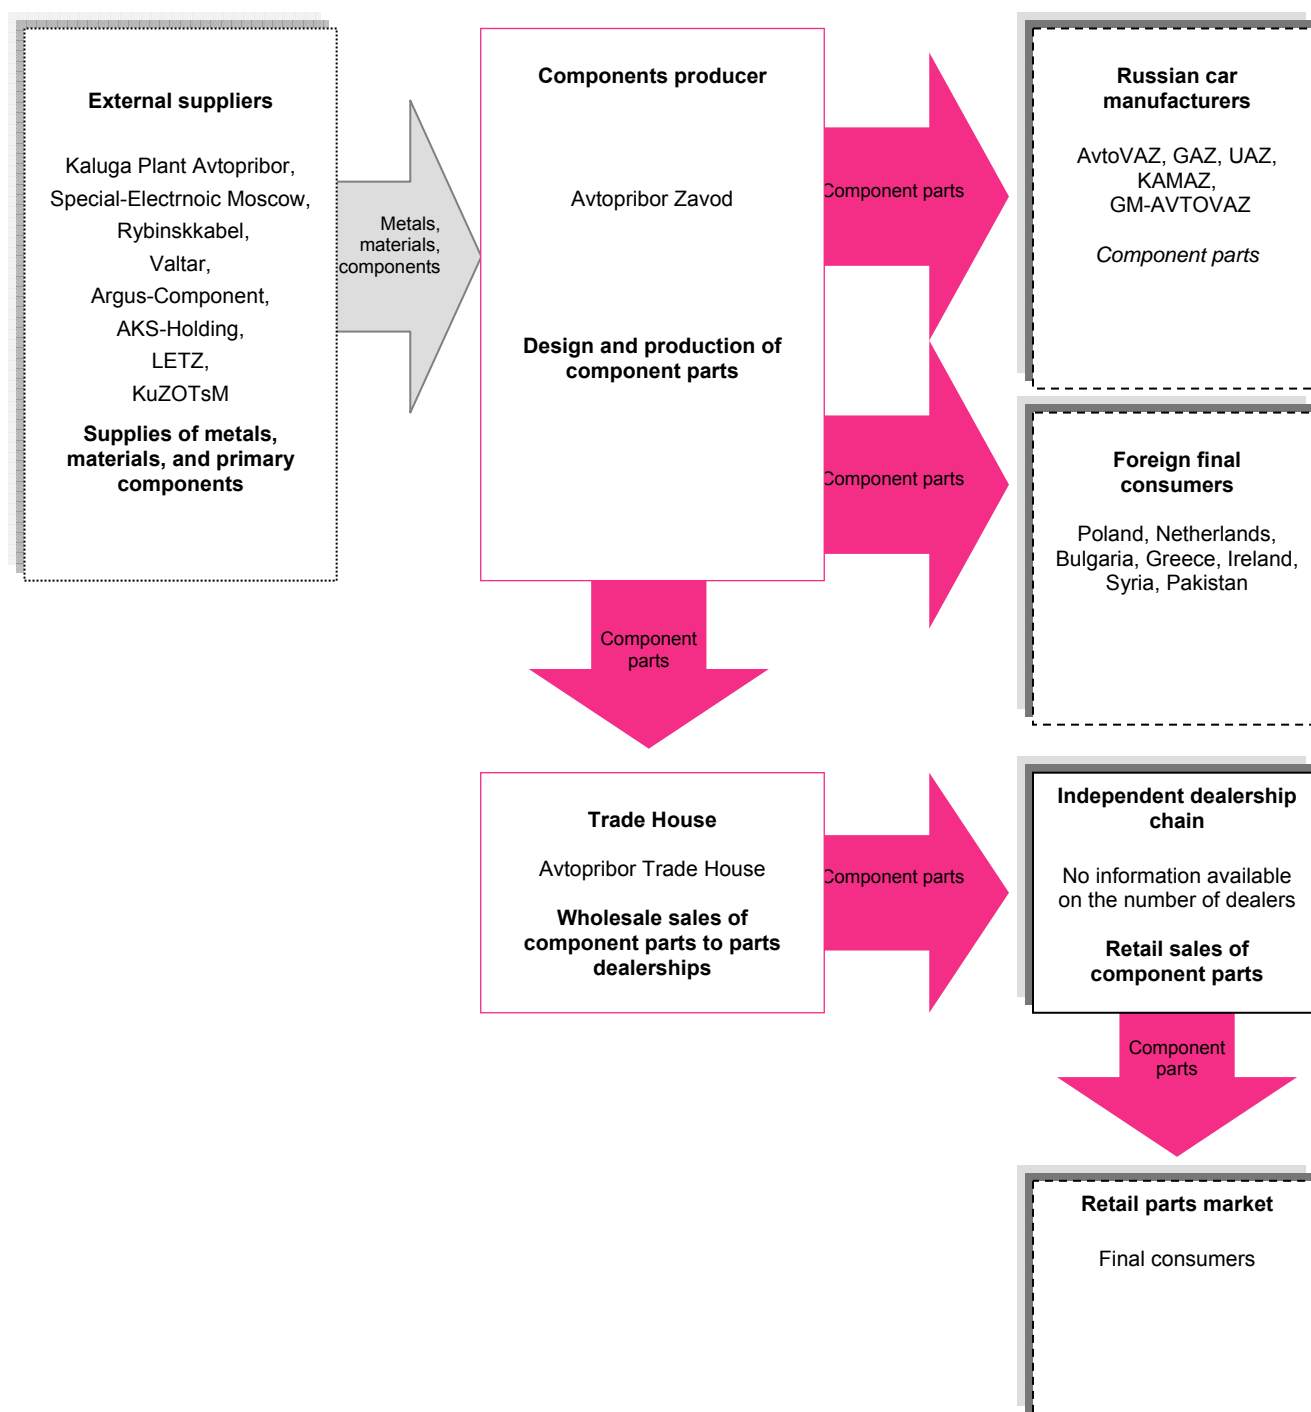 External suppliers
Kaluga Plant Avtopribor,
Special-Electrnoic Moscow,
Rybinskkabel,
Valtar,
Argus-Component,
AKS-Holding,
LETZ,
KuZOTsM
Supplies of metals,
materials, and primary
components
Metals,
materials,
components
Components producer
Avtopribor Zavod
Design and production of
component parts
Component parts
Russian car
manufacturers
AvtoVAZ, GAZ, UAZ,
KAMAZ,
GM-AVTOVAZ
Component parts
Component parts
Foreign final
consumers
Poland, Netherlands,
Bulgaria, Greece, Ireland,
Syria, Pakistan
Component
parts
Trade House
Avtopribor Trade House
Wholesale sales of
component parts to parts
dealerships
Component parts
Independent dealership
chain
No information available
on the number of dealers
Retail sales of
component parts
Component
parts
Retail parts market
Final consumers